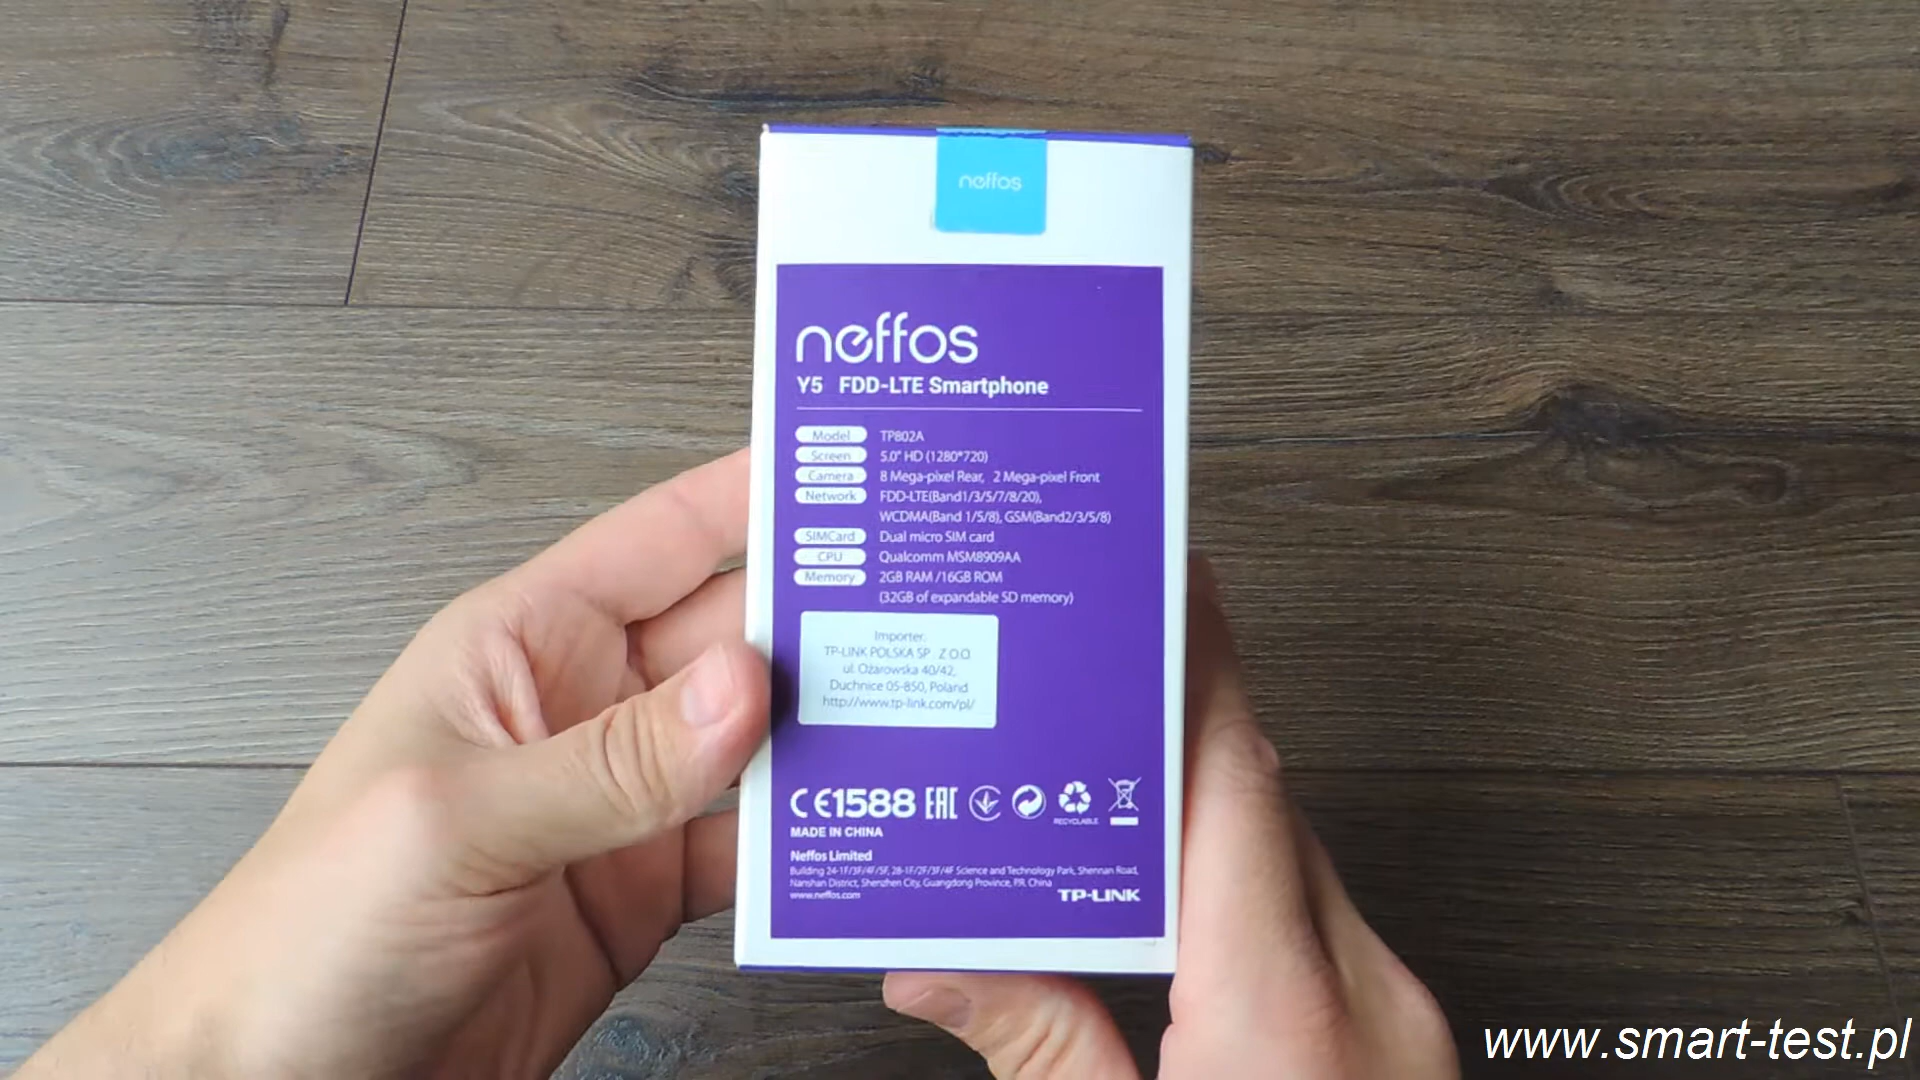 neffos
neffos
Y5 FDD-LTE Smartphone
Model TP802A
Screen 5.0" HD (1280*720)
Camera 8 Mega-pixel Rear, 2 Mega-pixel Front
Network FDD-LTE(Band1/3/5/7/8/20),
WCDMA(Band 1/5/8), GSM(Band2/3/5/8)
SIMCard Dual micro SIM card
CPU Qualcomm MSM8909AA
Memory 2GB RAM /16GB ROM
(32GB of expandable SD memory)
Importer:
TP-LINK POLSKA SP . Z O.O.
ul. Ożarowska 40/42,
Duchnice 05-850, Poland
http://www.tp-link.com/pl/
CE1588 EAC
RECYCLABLE
MADE IN CHINA
Neffos Limited
Building 24-1F/3F/4F/5F, 28-1F/2F/3F/4F Science and Technology Park, Shennan Road,
Nanshan District, Shenzhen City, Guangdong Province, P.R. China
www.neffos.com
TP-LINK
www.smart-test.pl